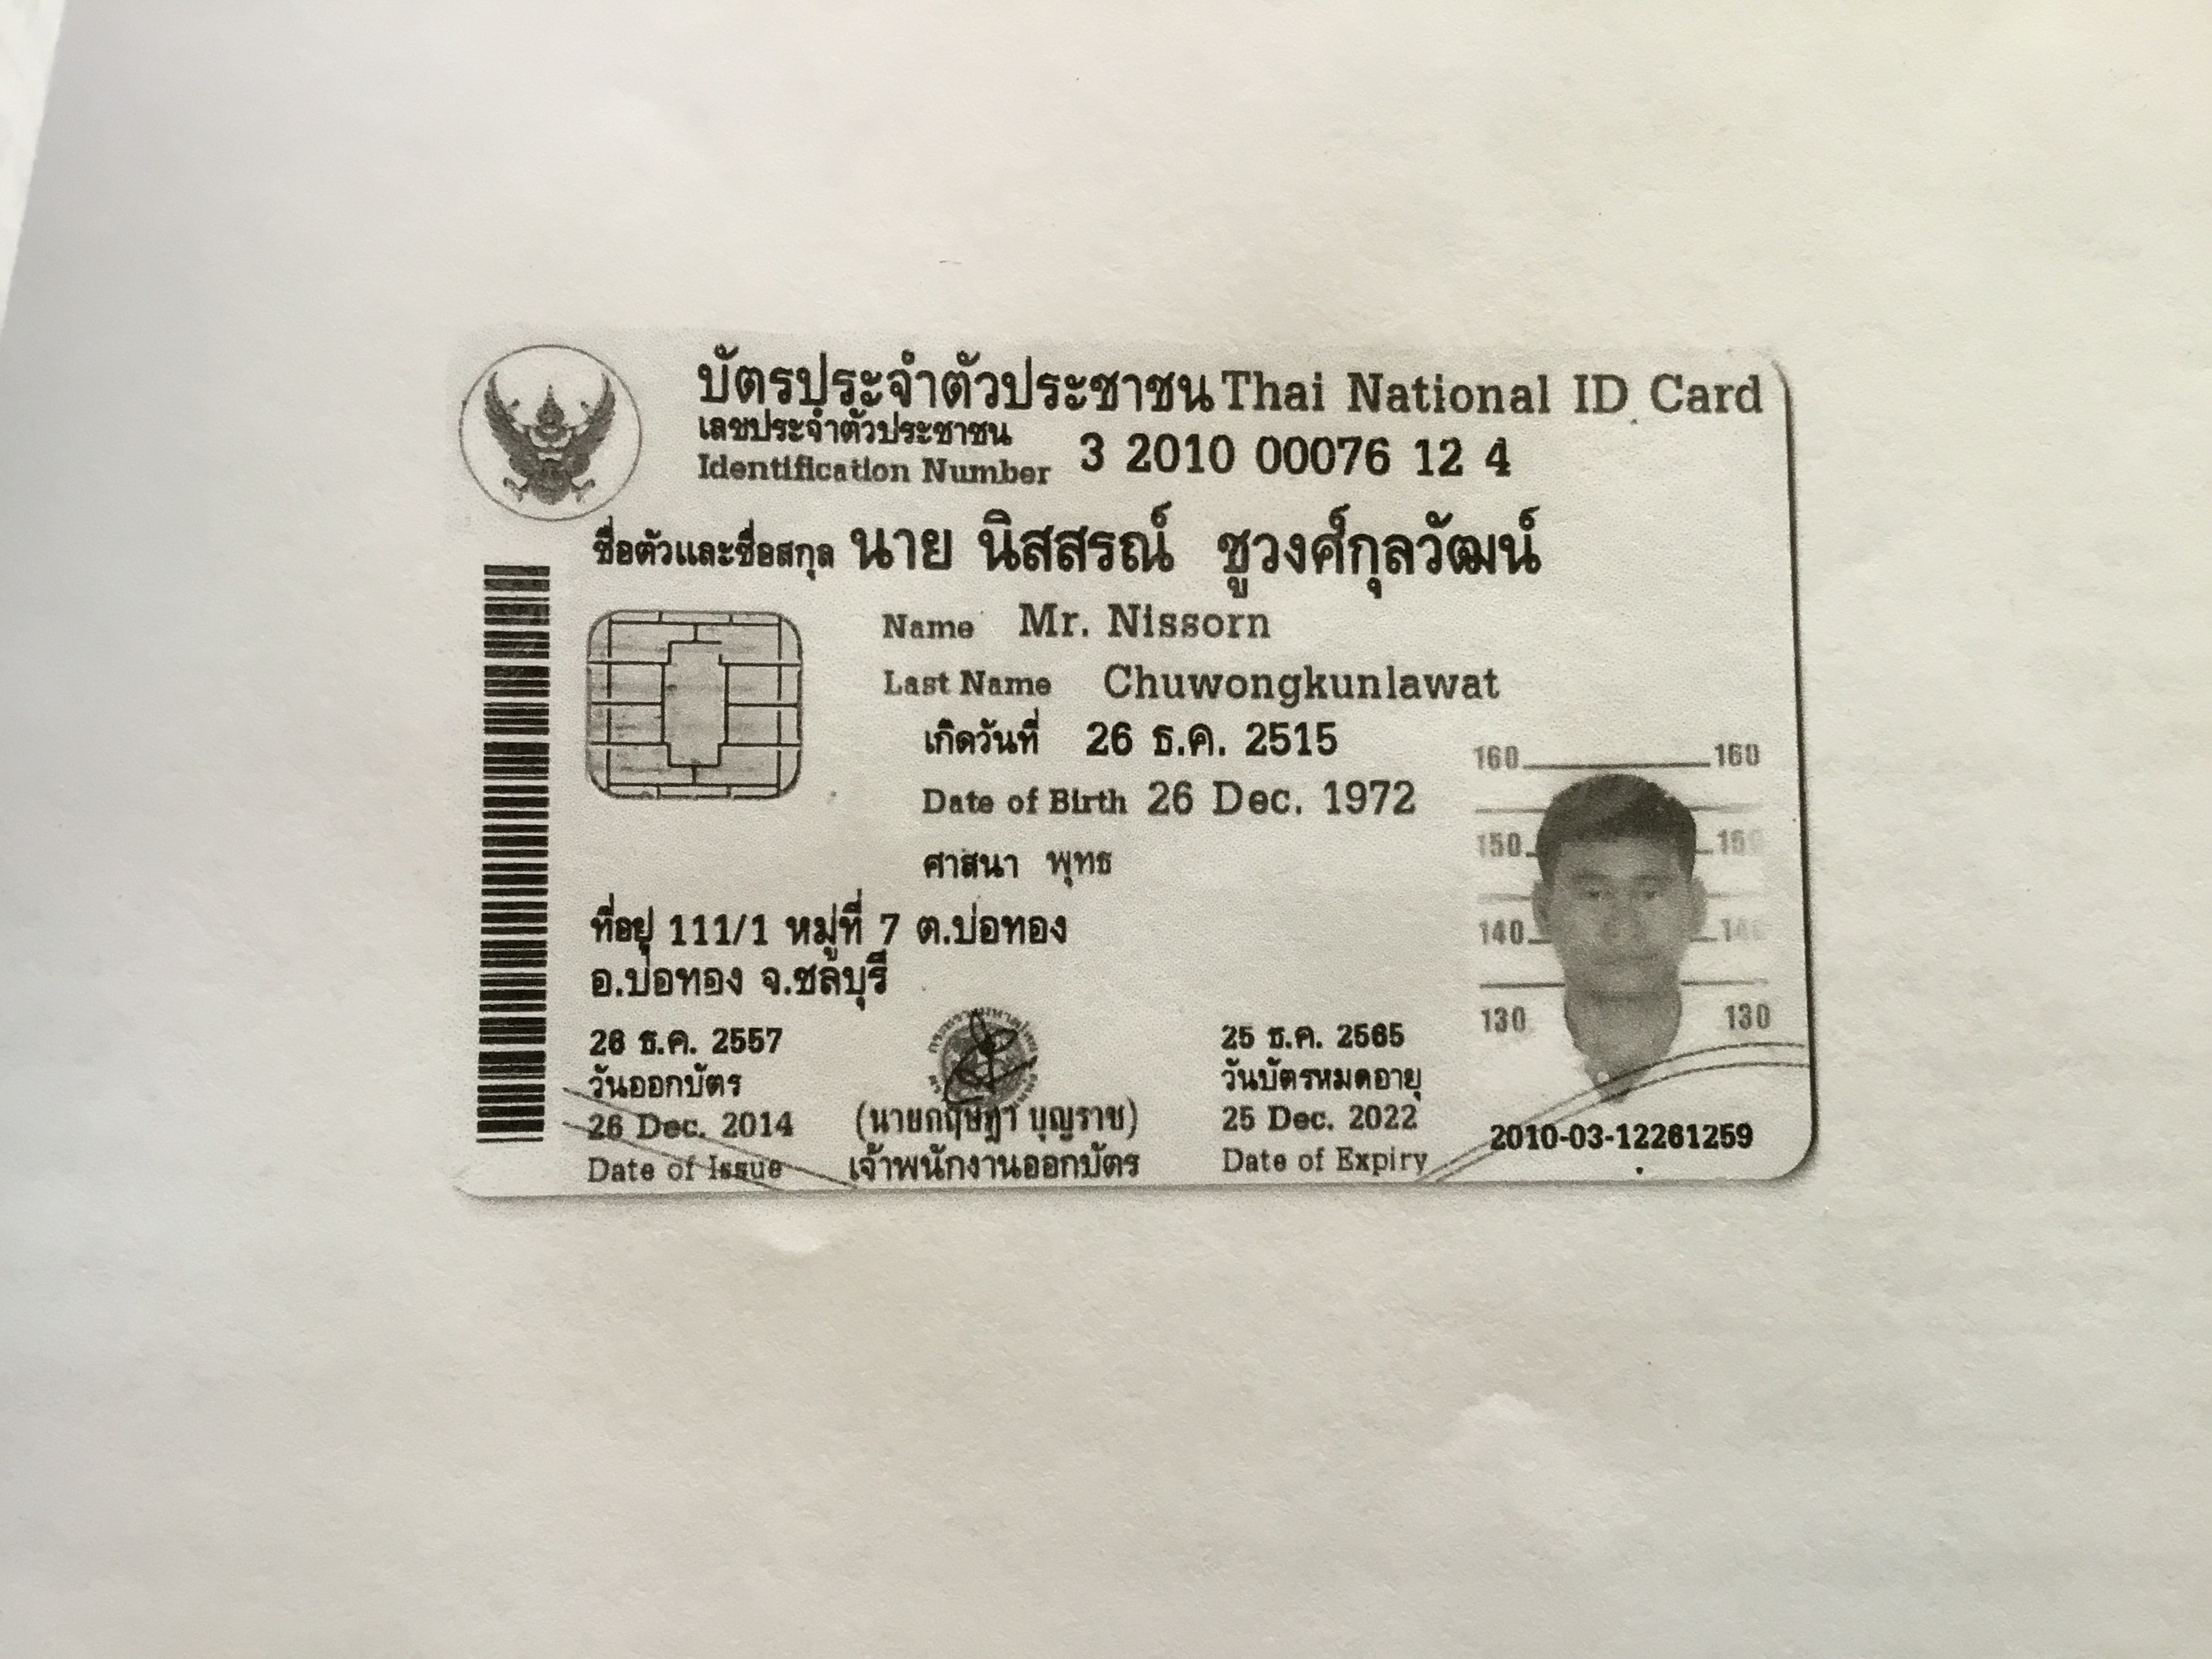 บัตรประจำตัวประชาชน Thai National ID Card
เลขประจำตัวประชาชน
Identification Number 3 2010 00076 12 4
ชื่อตัวและชื่อสกุล นาย นิสสรณ์ ชูวงศ์กุลวัฒน์
Name Mr. Nissorn
Last Name Chuwongkunlawat
เกิดวันที่ 26 ธ.ค. 2515
Date of Birth 26 Dec. 1972
ศาสนา พุทธ
ที่อยู่ 111/1 หมู่ที่ 7 ต.บ่อทอง
อ.บ่อทอง จ.ชลบุรี
160 160
150
140
130 130
26 ธ.ค. 2557
วันออกบัตร
26 Dec. 2014
Date of Issue
(นายกฤษฎา บุญราช)
เจ้าพนักงานออกบัตร
25 ธ.ค. 2565
วันบัตรหมดอายุ
25 Dec. 2022
Date of Expiry
2010-03-12261259